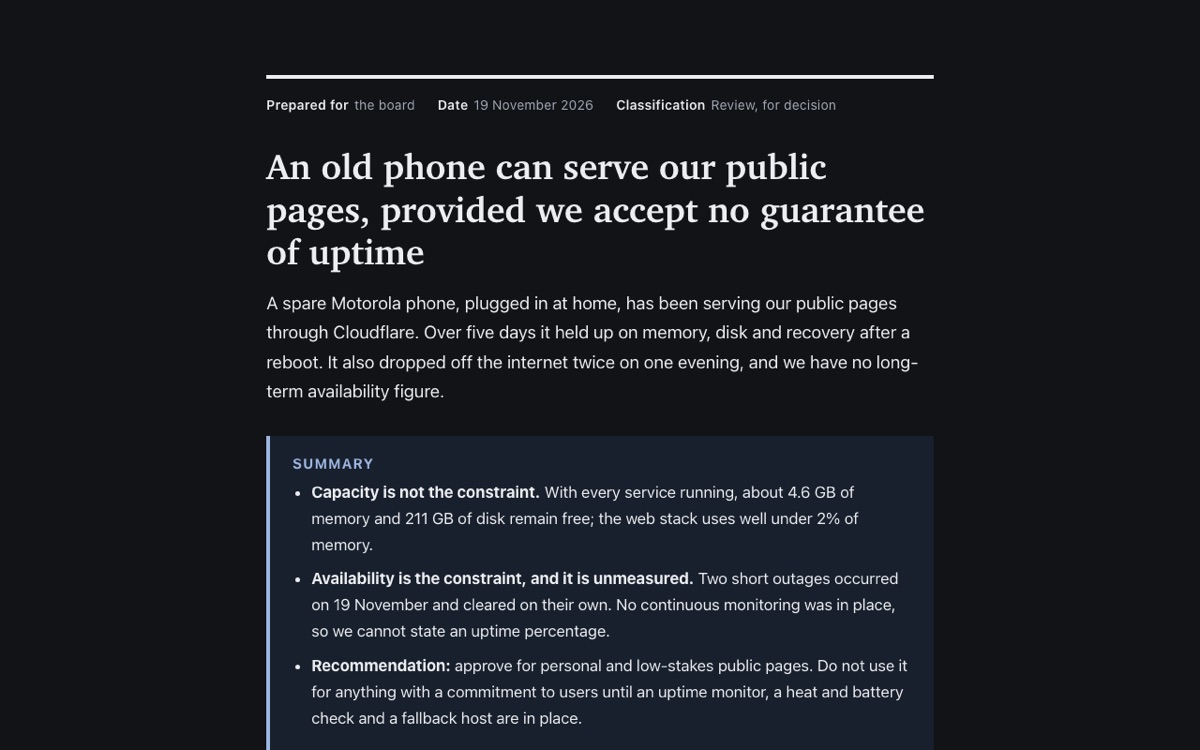 Prepared for the board Date 19 November 2026 Classification Review, for decision
An old phone can serve our public
pages, provided we accept no guarantee
of uptime
A spare Motorola phone, plugged in at home, has been serving our public pages
through Cloudflare. Over five days it held up on memory, disk and recovery after a
reboot. It also dropped off the internet twice on one evening, and we have no long-
term availability figure.
SUMMARY
• Capacity is not the constraint. With every service running, about 4.6 GB of
memory and 211 GB of disk remain free; the web stack uses well under 2% of
memory.
• Availability is the constraint, and it is unmeasured. Two short outages occurred
on 19 November and cleared on their own. No continuous monitoring was in place,
so we cannot state an uptime percentage.
• Recommendation: approve for personal and low-stakes public pages. Do not use it
for anything with a commitment to users until an uptime monitor, a heat and battery
check and a fallback host are in place.